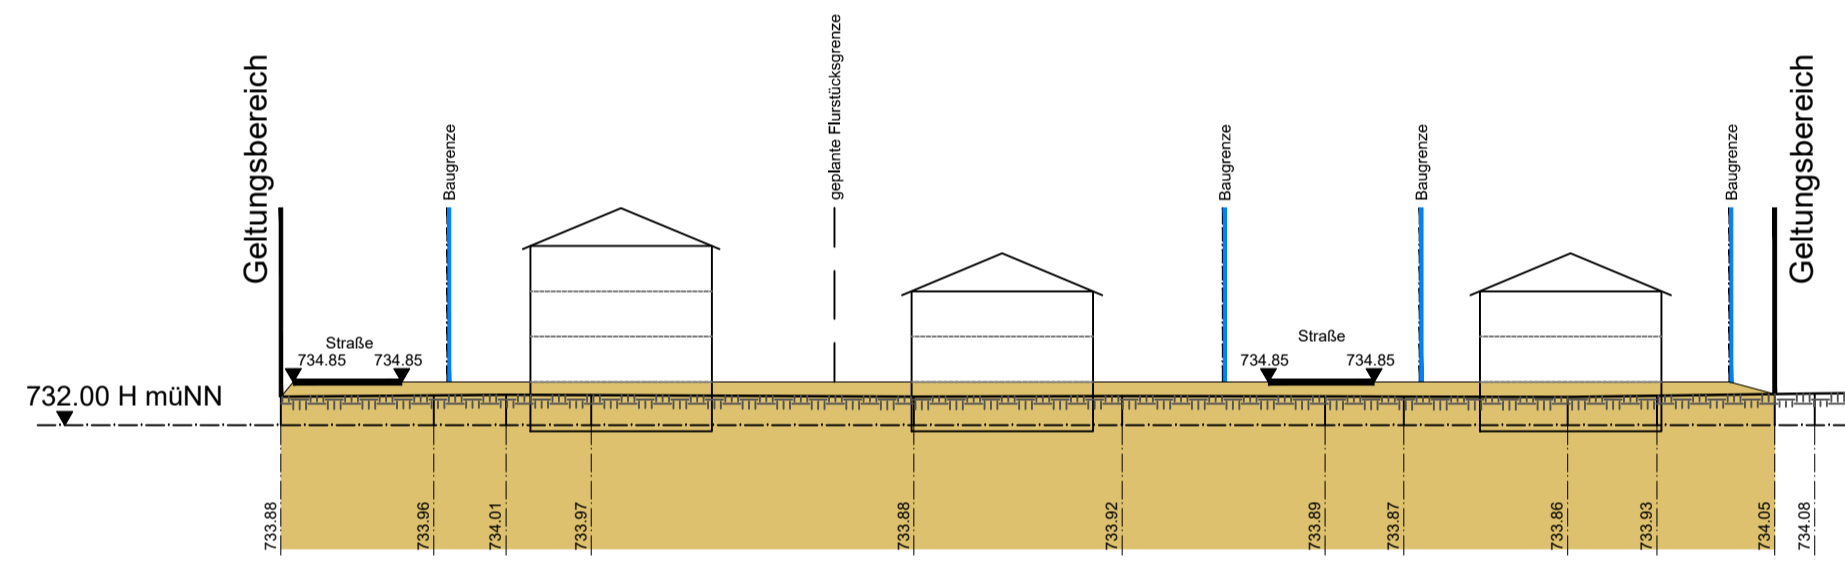 Geltungsbereich
Baugrenze
geplante Flurstücksgrenze
Baugrenze
Baugrenze
Baugrenze
Geltungsbereich
Straße
734.85 734.85
Straße
734.85 734.85
732.00 H müNN
733.88
733.96
734.01
733.97
733.88
733.92
733.89
733.87
733.86
733.93
734.05
734.08